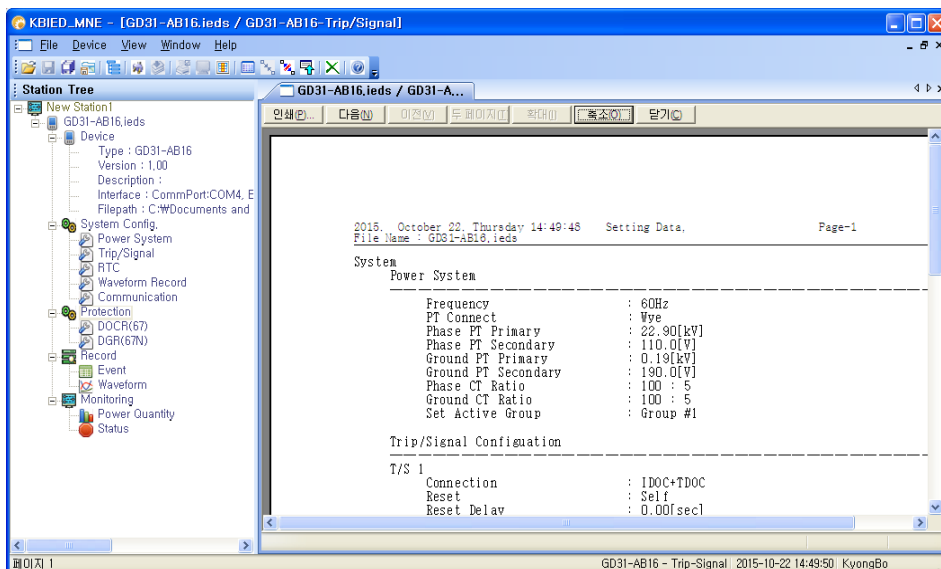 KBIED_MNE - [GD31-AB16.ieds / GD31-AB16-Trip/Signal]
File Device View Window Help
Station Tree
New Station1
GD31-AB16.ieds
Device
Type : GD31-AB16
Version : 1.00
Description :
Interface : CommPort:COM4, E
Filepath : C:₩Documents and
System Config.
Power System
Trip/Signal
RTC
Waveform Record
Communication
Protection
DOCR(67)
DGR(67N)
Record
Event
Waveform
Monitoring
Power Quantity
Status
GD31-AB16.ieds / GD31-A...
인쇄(P)... 다음(N) 이전(V) 두 페이지(T) 확대(I) 축소(O) 닫기(C)
2015. October 22. Thursday 14:49:48 Setting Data. Page-1
File Name : GD31-AB16.ieds
System
Power System
Frequency : 60Hz
PT Connect : Wye
Phase PT Primary : 22.90[kV]
Phase PT Secondary : 110.0[V]
Ground PT Primary : 0.19[kV]
Ground PT Secondary : 190.0[V]
Phase CT Ratio : 100 : 5
Ground CT Ratio : 100 : 5
Set Active Group : Group #1
Trip/Signal Configuation
T/S 1
Connection : IDOC+TDOC
Reset : Self
Reset Delay : 0.00[sec]
페이지 1
GD31-AB16 - Trip-Signal 2015-10-22 14:49:50 KyongBo